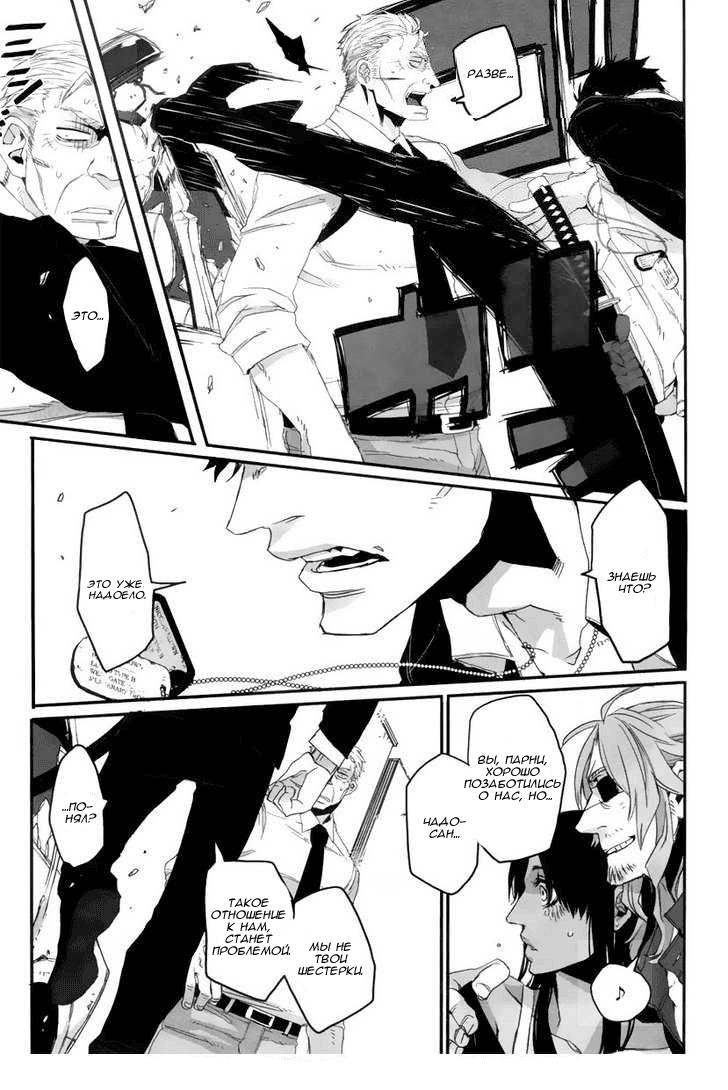 РАЗВЕ...
ЭТО...
ЗНАЕШЬ
ЧТО?
ЭТО УЖЕ
НАДОЕЛО.
ВЫ, ПАРНИ,
ХОРОШО
ПОЗАБОТИЛИСЬ
О НАС, НО...
ЧАДО-
САН...
♪
МЫ НЕ
ТВОИ
ШЕСТЕРКИ.
ТАКОЕ
ОТНОШЕНИЕ
К НАМ,
СТАНЕТ
ПРОБЛЕМОЙ.
...ПО-
НЯЛ?